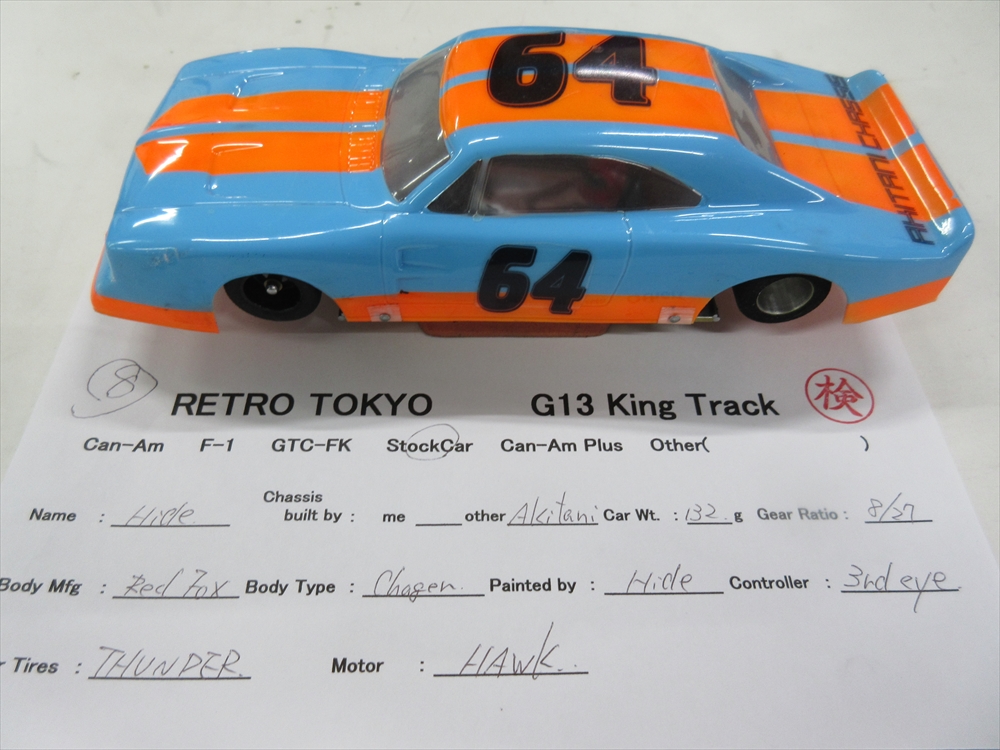 64
64
AKITANI CHASSIS
8
RETRO TOKYO G13 King Track 検
Can-Am F-1 GTC-FK StockCar Can-Am Plus Other( )
Name : Hide Chassis built by : me ____ other Akitani Car Wt. : 132 g Gear Ratio : 8/27
Body Mfg : Red Fox Body Type : Chager. Painted by : Hide Controller : 3rd eye
r Tires : THUNDER. Motor : HAWK..